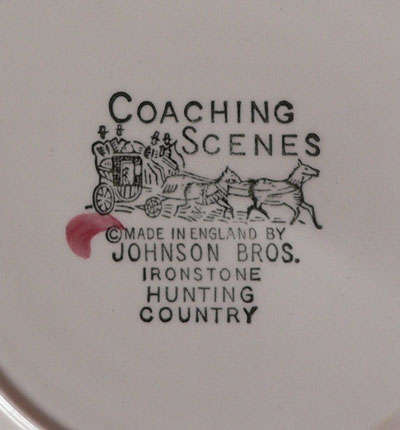 COACHING
SCENES
© MADE IN ENGLAND BY
JOHNSON BROS.
IRONSTONE
HUNTING
COUNTRY